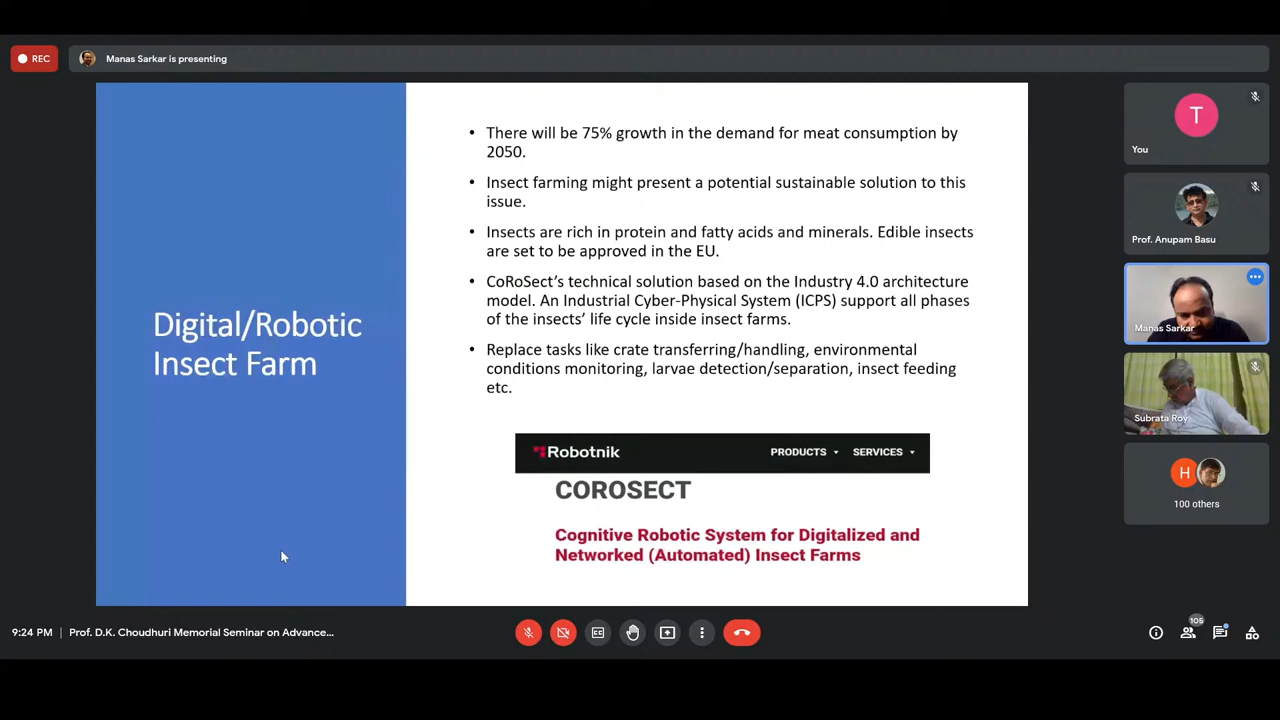 REC
Manas Sarkar is presenting
Digital/Robotic
Insect Farm
• There will be 75% growth in the demand for meat consumption by
2050.
• Insect farming might present a potential sustainable solution to this
issue.
• Insects are rich in protein and fatty acids and minerals. Edible insects
are set to be approved in the EU.
• CoRoSect’s technical solution based on the Industry 4.0 architecture
model. An Industrial Cyber-Physical System (ICPS) support all phases
of the insects’ life cycle inside insect farms.
• Replace tasks like crate transferring/handling, environmental
conditions monitoring, larvae detection/separation, insect feeding
etc.
Robotnik PRODUCTS SERVICES
COROSECT
Cognitive Robotic System for Digitalized and
Networked (Automated) Insect Farms
T
You
Prof. Anupam Basu
Manas Sarkar
Subrata Roy
H
100 others
9:24 PM | Prof. D.K. Choudhuri Memorial Seminar on Advance...
CC
105